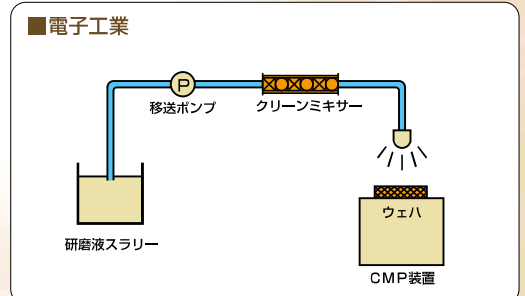 ■電子工業
P
移送ポンプ
クリーンミキサー
研磨液スラリー
ウェハ
CMP装置